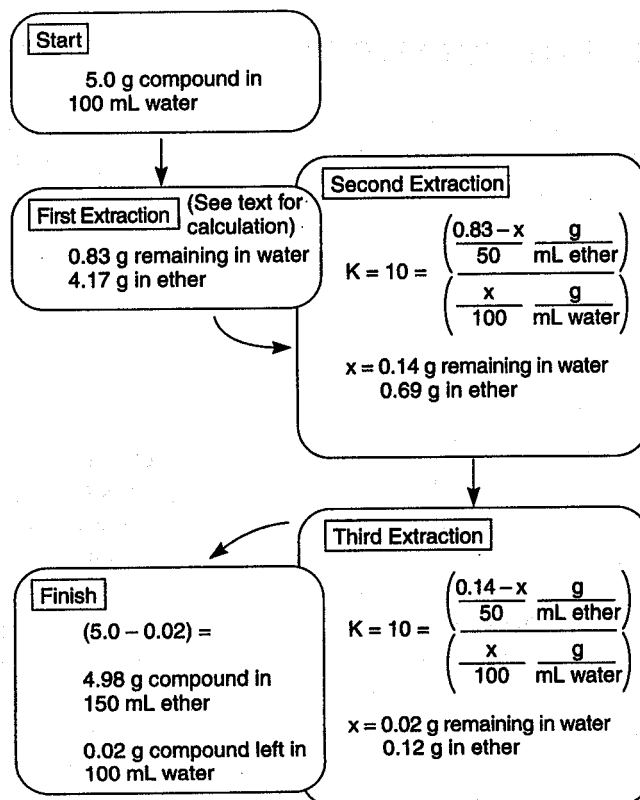 Start
5.0 g compound in
100 mL water
First Extraction (See text for
calculation)
0.83 g remaining in water
4.17 g in ether
Second Extraction
K = 10 =
0.83 – x g
50 mL ether
x g
100 mL water
x = 0.14 g remaining in water
0.69 g in ether
Third Extraction
K = 10 =
0.14 – x g
50 mL ether
x g
100 mL water
x = 0.02 g remaining in water
0.12 g in ether
Finish
(5.0 – 0.02) =
4.98 g compound in
150 mL ether
0.02 g compound left in
100 mL water